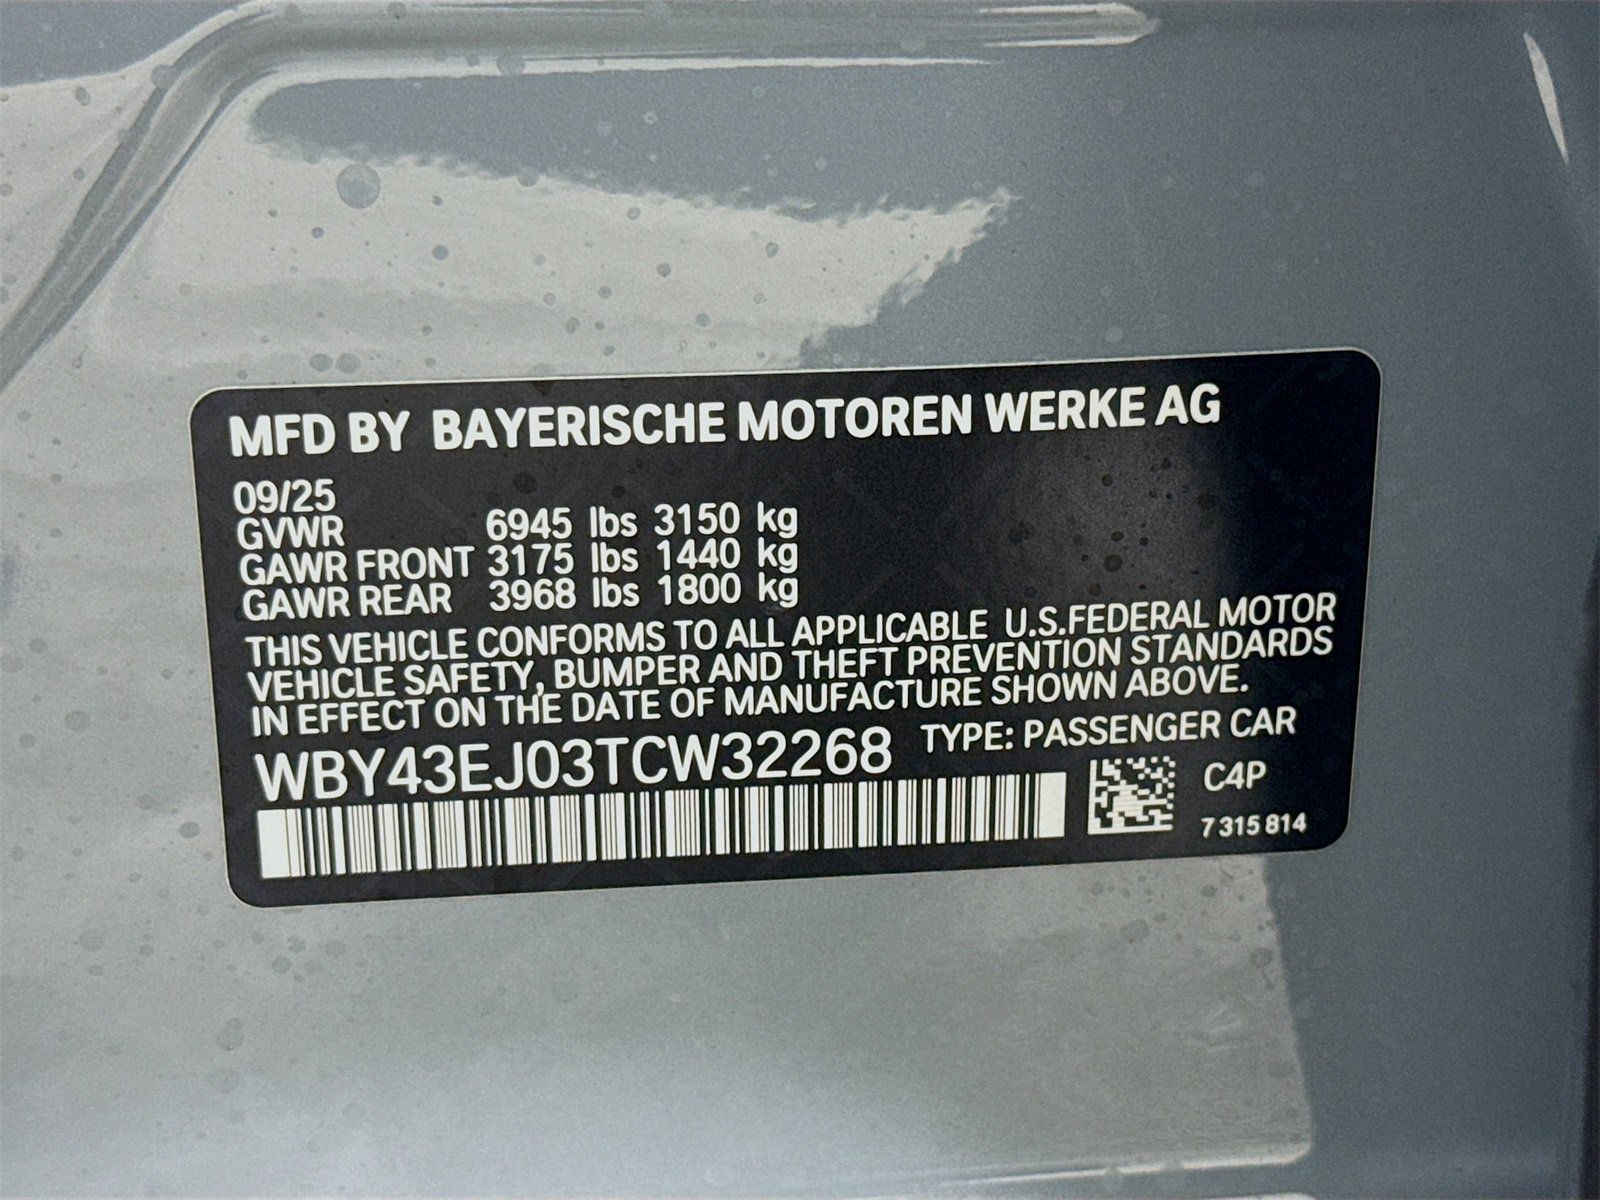 MFD BY BAYERISCHE MOTOREN WERKE AG
09/25
GVWR 6945 lbs 3150 kg
GAWR FRONT 3175 lbs 1440 kg
GAWR REAR 3968 lbs 1800 kg
THIS VEHICLE CONFORMS TO ALL APPLICABLE U.S.FEDERAL MOTOR
VEHICLE SAFETY, BUMPER AND THEFT PREVENTION STANDARDS
IN EFFECT ON THE DATE OF MANUFACTURE SHOWN ABOVE.
WBY43EJ03TCW32268 TYPE: PASSENGER CAR
C4P
7 315 814